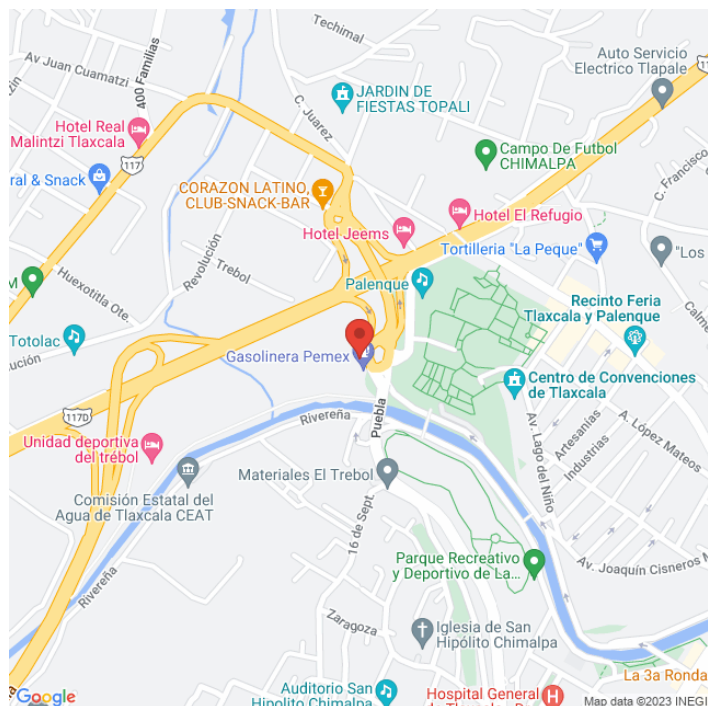 Techimal
Av Juan Cuamatzi
400 Familias
Auto Servicio
Electrico Tlapale
JARDIN DE
FIESTAS TOPALI
C. Juarez
Hotel Real
Malintzi Tlaxcala
117
Campo De Futbol
CHIMALPA
C. Francisco
ral & Snack
CORAZON LATINO,
CLUB-SNACK-BAR
Hotel El Refugio
Hotel Jeems
Tortilleria "La Peque"
"Los
Revolución
Trebol
Huexotitla Ote.
Palenque
Recinto Feria
Tlaxcala y Palenque
Calme
M
Totolac
lución
Gasolinera Pemex
Centro de Convenciones
de Tlaxcala
117D
Rivereña
Puebla
Av. Lago del Niño
Artesanias
Industrias
A. López Mateos
Unidad deportiva
del trébol
Materiales El Trebol
Comisión Estatal del
Agua de Tlaxcala CEAT
16 de Sept.
Parque Recreativo
y Deportivo de La...
Av. Joaquín Cisneros M
Rivereña
Zaragoza
Iglesia de San
Hipólito Chimalpa
La 3a Ronda
Auditorio San
Hipolito Chimalpa
Hospital General
Google
Map data ©2023 INEGI